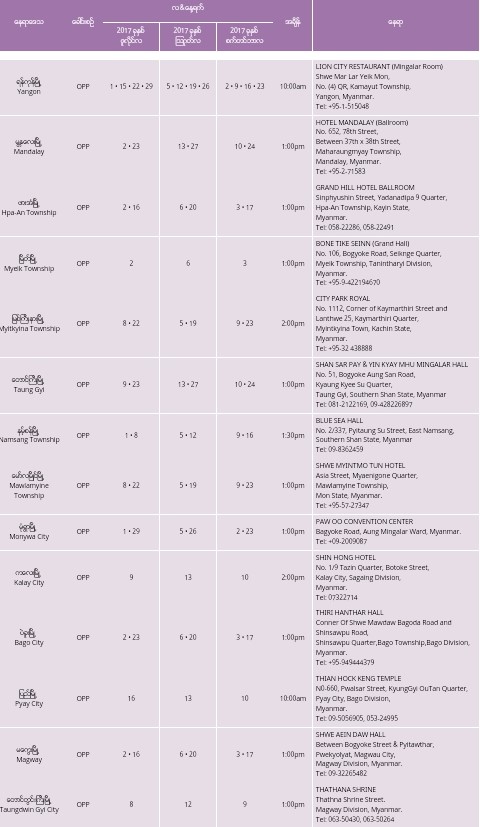 လ & နေ့ရက်
နေရာဒေသ
ခေါင်းစဉ်
2017 ခုနှစ်
ဇူလိုင်လ
2017 ခုနှစ်
ဩဂုတ်လ
2017 ခုနှစ်
စက်တင်ဘာလ
အချိန်
နေရာ
ရန်ကုန်မြို့
Yangon
OPP
1 • 15 • 22 • 29
5 • 12 • 19 • 26
2 • 9 • 16 • 23
10:00am
LION CITY RESTAURANT (Mingalar Room)
Shwe Mar Lar Yeik Mon,
No. (4) QR, Kamayut Township,
Yangon, Myanmar.
Tel: +95-1-515048
မန္တလေးမြို့
Mandalay
OPP
2 • 23
13 • 27
10 • 24
1:00pm
HOTEL MANDALAY (Ballroom)
No. 652, 78th Street,
Between 37th x 38th Street,
Maharaungmyay Township,
Mandalay, Myanmar.
Tel: +95-2-71583
ဘားအံမြို့
Hpa-An Township
OPP
2 • 16
6 • 20
3 • 17
1:00pm
GRAND HILL HOTEL BALLROOM
Sinphyushin Street, Yadanadipa 9 Quarter,
Hpa-An Township, Kayin State,
Myanmar.
Tel: 058-22286, 058-22491
မြိတ်မြို့
Myeik Township
OPP
2
6
3
1:00pm
BONE TIKE SEINN (Grand Hall)
No. 106, Bogyoke Road, Seiknge Quarter,
Myeik Township, Tanintharyi Division,
Myanmar.
Tel: +95-9-422194670
မြစ်ကြီးနားမြို့
Myitkyina Township
OPP
8 • 22
5 • 19
9 • 23
2:00pm
CITY PARK ROYAL
No. 1112, Corner of Kaymarthiri Street and
Lanthwe 25, Kaymarthiri Quarter,
Myintkyina Town, Kachin State,
Myanmar.
Tel: +95-32 438888
တောင်ကြီးမြို့
Taung Gyi
OPP
9 • 23
13 • 27
10 • 24
1:00pm
SHAN SAR PAY & YIN KYAY MHU MINGALAR HALL
No. 51, Bogyoke Aung San Road,
Kyaung Kyee Su Quarter,
Taung Gyi, Southern Shan State, Myanmar
Tel: 081-2122169, 09-428226897
နမ့်စန်မြို့
Namsang Township
OPP
1 • 8
5 • 12
9 • 16
1:30pm
BLUE SEA HALL
No. 2/337, Pyitaung Su Street, East Namsang,
Southern Shan State, Myanmar
Tel: 09-8362459
မော်လမြိုင်မြို့
Mawlamyine
Township
OPP
8 • 22
5 • 19
9 • 23
1:00pm
SHWE MYINTMO TUN HOTEL
Asia Street, Myaenigone Quarter,
Mawlamyine Township,
Mon State, Myanmar.
Tel: +95-57-27347
မုံရွာမြို့
Monywa City
OPP
1 • 29
5 • 26
2 • 23
1:00pm
PAW OO CONVENTION CENTER
Bagyoke Road, Aung Mingalar Ward, Myanmar.
Tel: +09-2009087
ကလေးမြို့
Kalay City
OPP
9
13
10
2:00pm
SHIN HONG HOTEL
No. 1/9 Tazin Quarter, Botoke Street,
Kalay City, Sagaing Division,
Myanmar.
Tel: 07322714
ပဲခူးမြို့
Bago City
OPP
2 • 23
6 • 20
3 • 17
1:00pm
THIRI HANTHAR HALL
Conner Of Shwe Mawdaw Bagoda Road and
Shinsawpu Road,
Shinsawpu Quarter,Bago Township,Bago Division,
Myanmar.
Tel: +95-949444379
ပြည်မြို့
Pyay City
OPP
16
13
10
10:00am
THIAN HOCK KENG TEMPLE
N0-660, Pwalsar Street, KyungGyi OuTan Quarter,
Pyay City, Bago Division,
Myanmar.
Tel: 09-5056905, 053-24995
မကွေးမြို့
Magway
OPP
2 • 16
6 • 20
3 • 17
1:00pm
SHWE AEIN DAW HALL
Between Bogyoke Street & Pyitawthar,
Pwekyolyat, Magwau City,
Magway Division, Myanmar.
Tel: 09-32265482
တောင်တွင်းကြီးမြို့
Taungdwin Gyi City
OPP
8
12
9
1:00pm
THATHANA SHRINE
Thathna Shrine Street.
Magway Division, Myanmar.
Tel: 063-50430, 063-50264